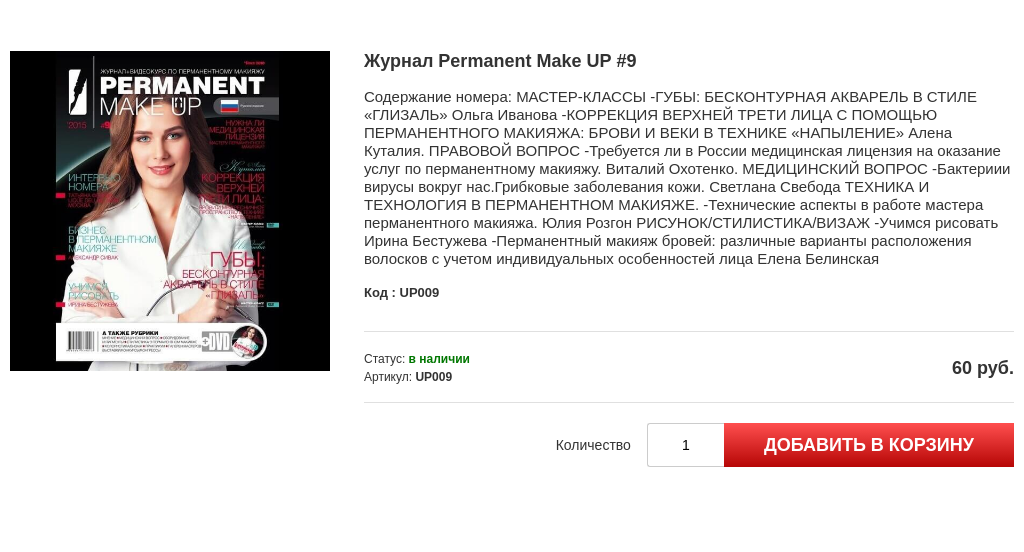 Журнал Permanent Make UP #9
Содержание номера: МАСТЕР-КЛАССЫ -ГУБЫ: БЕСКОНТУРНАЯ АКВАРЕЛЬ В СТИЛЕ
«ГЛИЗАЛЬ» Ольга Иванова -КОРРЕКЦИЯ ВЕРХНЕЙ ТРЕТИ ЛИЦА С ПОМОЩЬЮ
ПЕРМАНЕНТНОГО МАКИЯЖА: БРОВИ И ВЕКИ В ТЕХНИКЕ «НАПЫЛЕНИЕ» Алена
Куталия. ПРАВОВОЙ ВОПРОС -Требуется ли в России медицинская лицензия на оказание
услуг по перманентному макияжу. Виталий Охотенко. МЕДИЦИНСКИЙ ВОПРОС -Бактериии
вирусы вокруг нас.Грибковые заболевания кожи. Светлана Свебода ТЕХНИКА И
ТЕХНОЛОГИЯ В ПЕРМАНЕНТНОМ МАКИЯЖЕ. -Технические аспекты в работе мастера
перманентного макияжа. Юлия Розгон РИСУНОК/СТИЛИСТИКА/ВИЗАЖ -Учимся рисовать
Ирина Бестужева -Перманентный макияж бровей: различные варианты расположения
волосков с учетом индивидуальных особенностей лица Елена Белинская
Код : UP009
Статус: в наличии
Артикул: UP009
60 руб.
Количество
1
ДОБАВИТЬ В КОРЗИНУ
ЖУРНАЛ+ВИДЕОКУРС ПО ПЕРМАНЕНТНОМУ МАКИЯЖУ
PERMANENT
MAKE UP
#9
НУЖНА ЛИ
МЕДИЦИНСКАЯ
ЛИЦЕНЗИЯ
КОРРЕКЦИЯ
ВЕРХНЕЙ
ТРЕТИ ЛИЦА:
ИНТЕРВЬЮ
НОМЕРА
БИЗНЕС
В ПЕРМАНЕНТНОМ
МАКИЯЖЕ
АЛЕКСАНДР СИВАК
ГУБЫ:
БЕСКОНТУРНАЯ
АКВАРЕЛЬ В СТИЛЕ
«ГЛИЗАЛЬ»
УЧИМСЯ
РИСОВАТЬ
ИРИНА БЕСТУЖЕВА
А ТАКЖЕ РУБРИКИ
+DVD